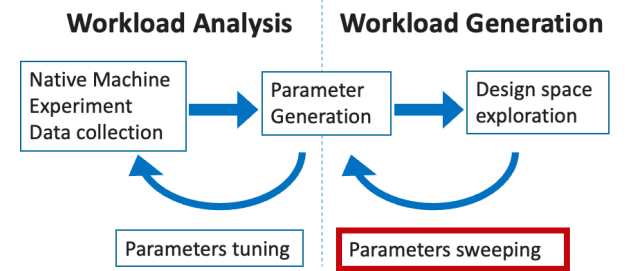 Workload Analysis
Workload Generation
Native Machine
Experiment
Data collection
Parameter
Generation
Design space
exploration
Parameters tuning
Parameters sweeping